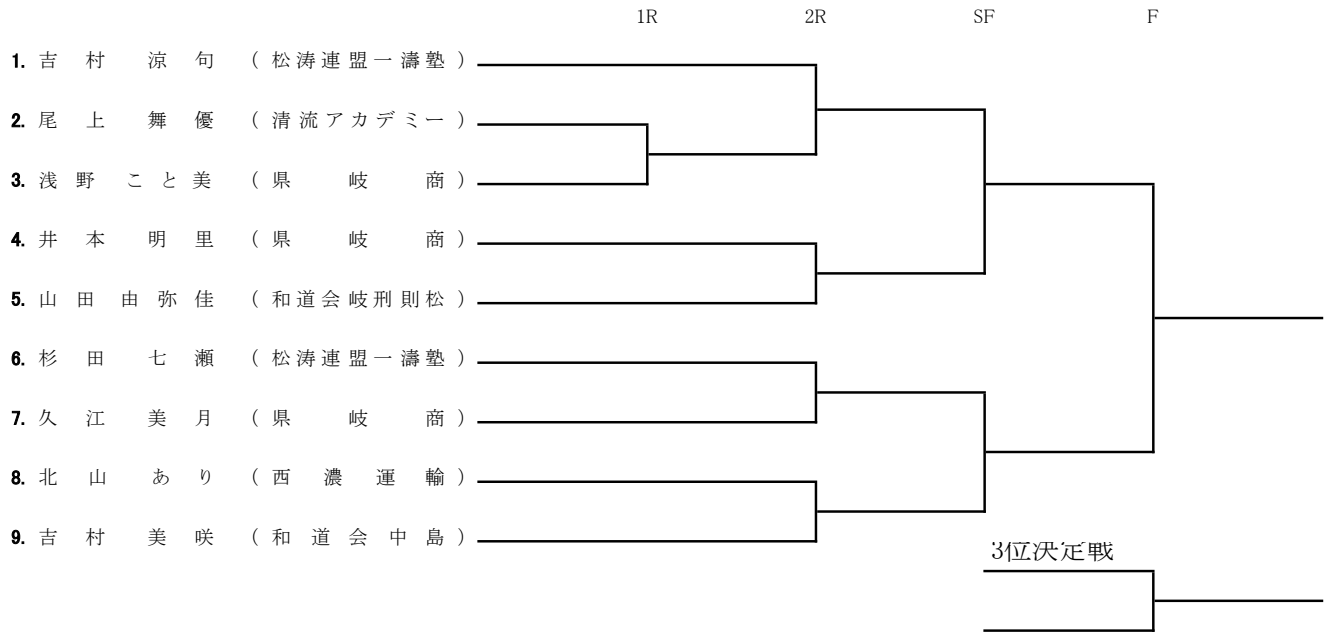 1R 2R SF F
1. 吉村 涼句 (松涛連盟一濤塾)
2. 尾上 舞優 (清流アカデミー)
3. 浅野 こと美 (県岐商)
4. 井本 明里 (県岐商)
5. 山田 由弥佳 (和道会岐刑則松)
6. 杉田 七瀬 (松涛連盟一濤塾)
7. 久江 美月 (県岐商)
8. 北山 あり (西濃運輸)
9. 吉村 美咲 (和道会中島)
3位決定戦